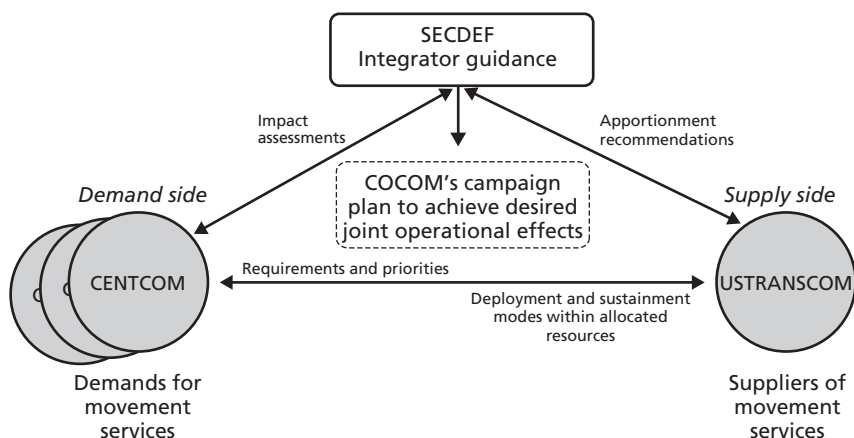 SECDEF
Integrator guidance
Impact
assessments
Apportionment
recommendations
Demand side
COCOM's campaign
plan to achieve desired
joint operational effects
Supply side
CENTCOM
Requirements and priorities
USTRANSCOM
Deployment and sustainment
modes within allocated
resources
Demands for
movement
services
Suppliers of
movement
services